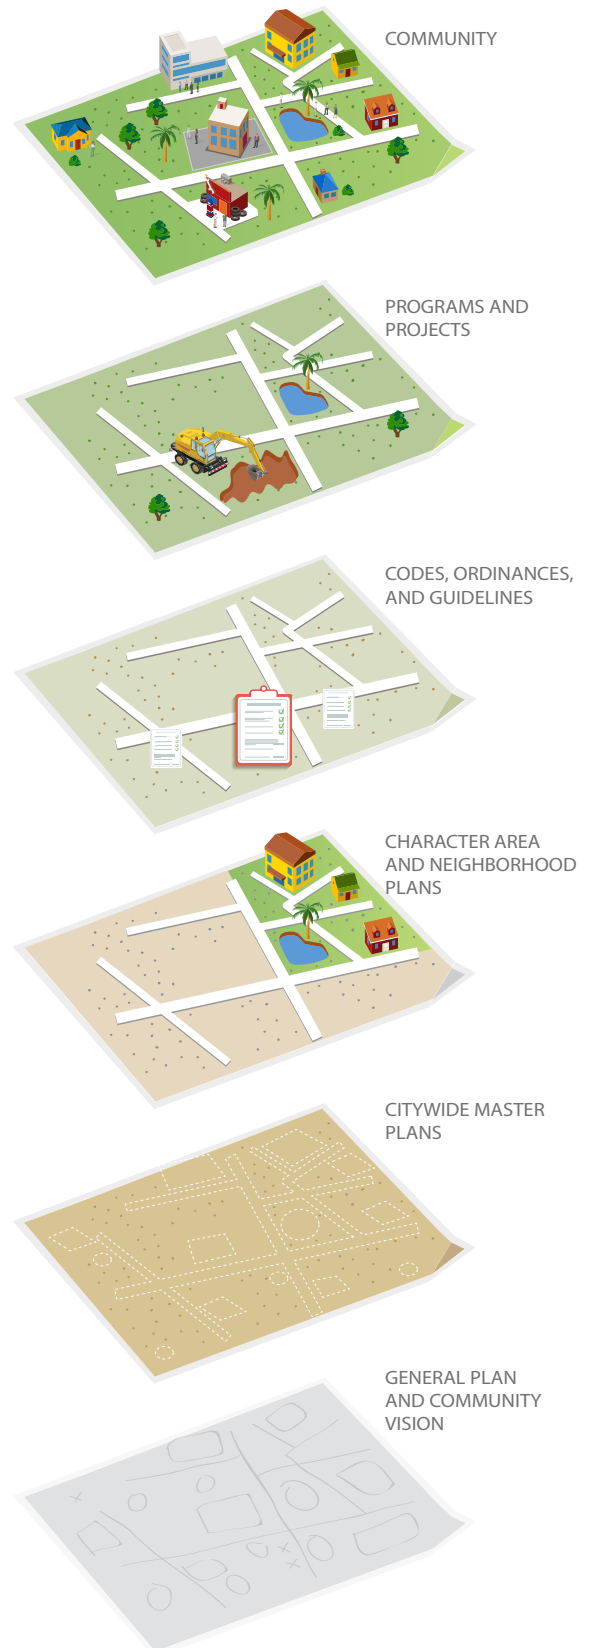 COMMUNITY
PROGRAMS AND
PROJECTS
CODES, ORDINANCES,
AND GUIDELINES
CHARACTER AREA
AND NEIGHBORHOOD
PLANS
CITYWIDE MASTER
PLANS
GENERAL PLAN
AND COMMUNITY
VISION